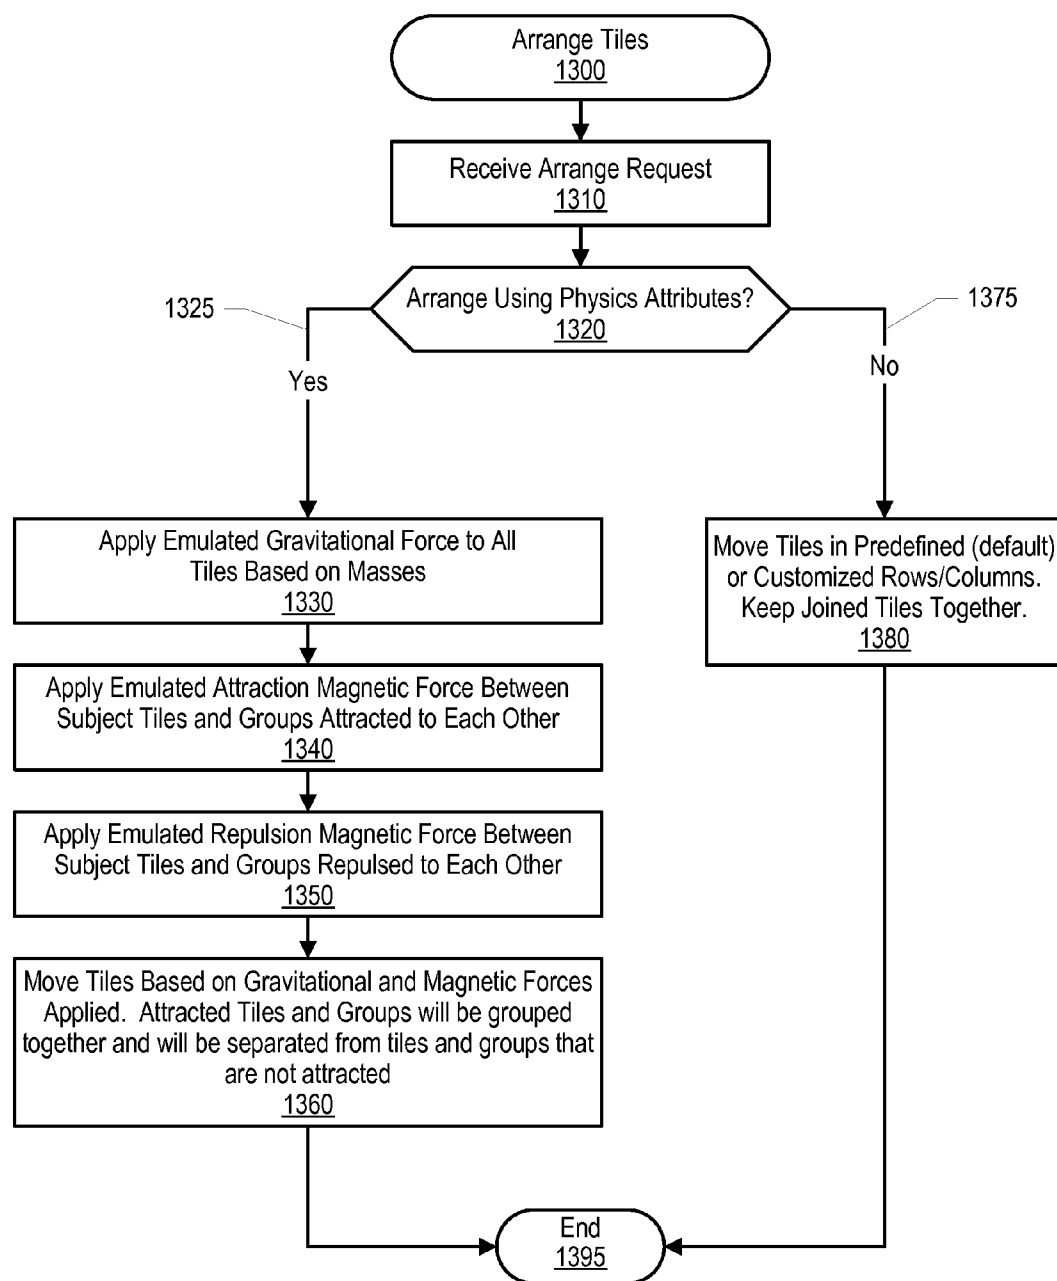 Arrange Tiles
1300
Receive Arrange Request
1310
Arrange Using Physics Attributes?
1320
1325
1375
Yes
No
Apply Emulated Gravitational Force to All
Tiles Based on Masses
1330
Move Tiles in Predefined (default)
or Customized Rows/Columns.
Keep Joined Tiles Together.
1380
Apply Emulated Attraction Magnetic Force Between
Subject Tiles and Groups Attracted to Each Other
1340
Apply Emulated Repulsion Magnetic Force Between
Subject Tiles and Groups Repulsed to Each Other
1350
Move Tiles Based on Gravitational and Magnetic Forces
Applied. Attracted Tiles and Groups will be grouped
together and will be separated from tiles and groups that
are not attracted
1360
End
1395